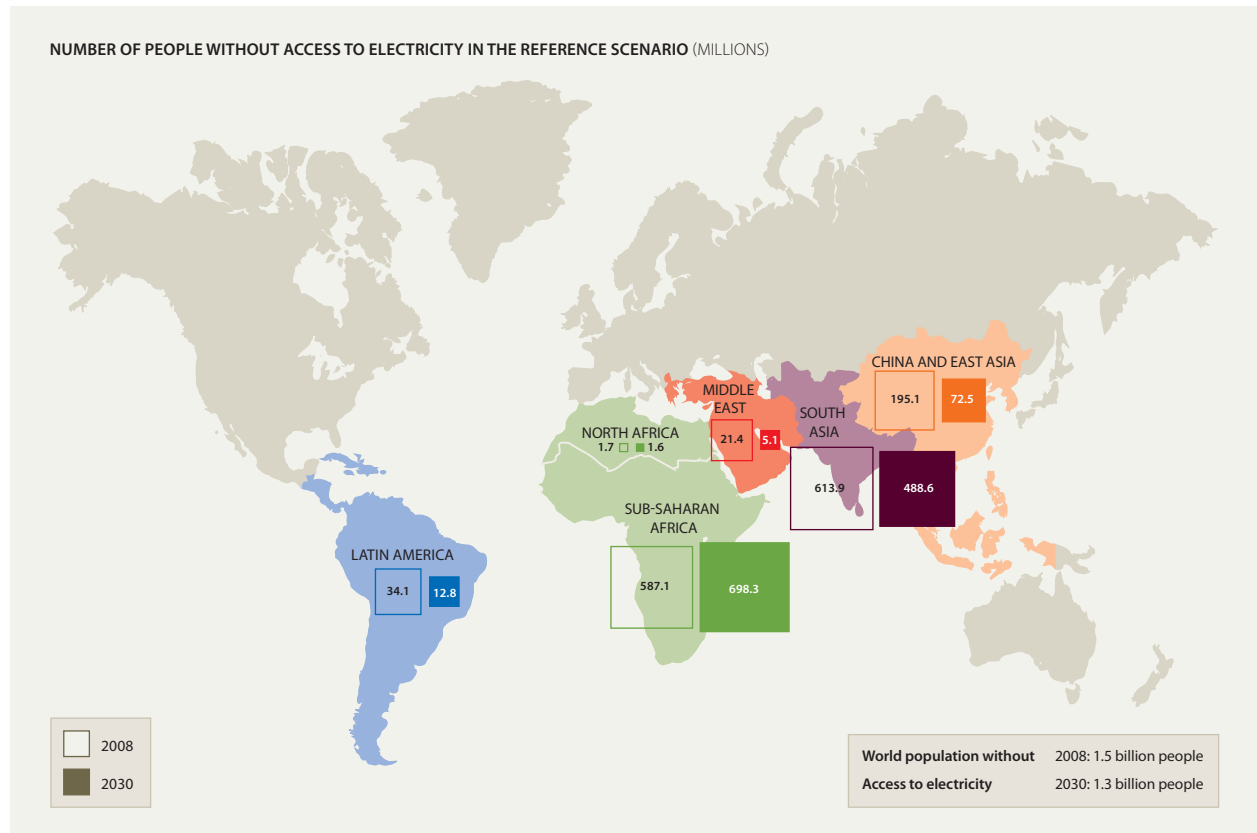 NUMBER OF PEOPLE WITHOUT ACCESS TO ELECTRICITY IN THE REFERENCE SCENARIO (MILLIONS)
CHINA AND EAST ASIA
195.1 72.5
MIDDLE
EAST
21.4 5.1
SOUTH
ASIA
613.9 488.6
NORTH AFRICA
1.7 1.6
SUB-SAHARAN
AFRICA
587.1 698.3
LATIN AMERICA
34.1 12.8
2008
2030
World population without 2008: 1.5 billion people
Access to electricity 2030: 1.3 billion people